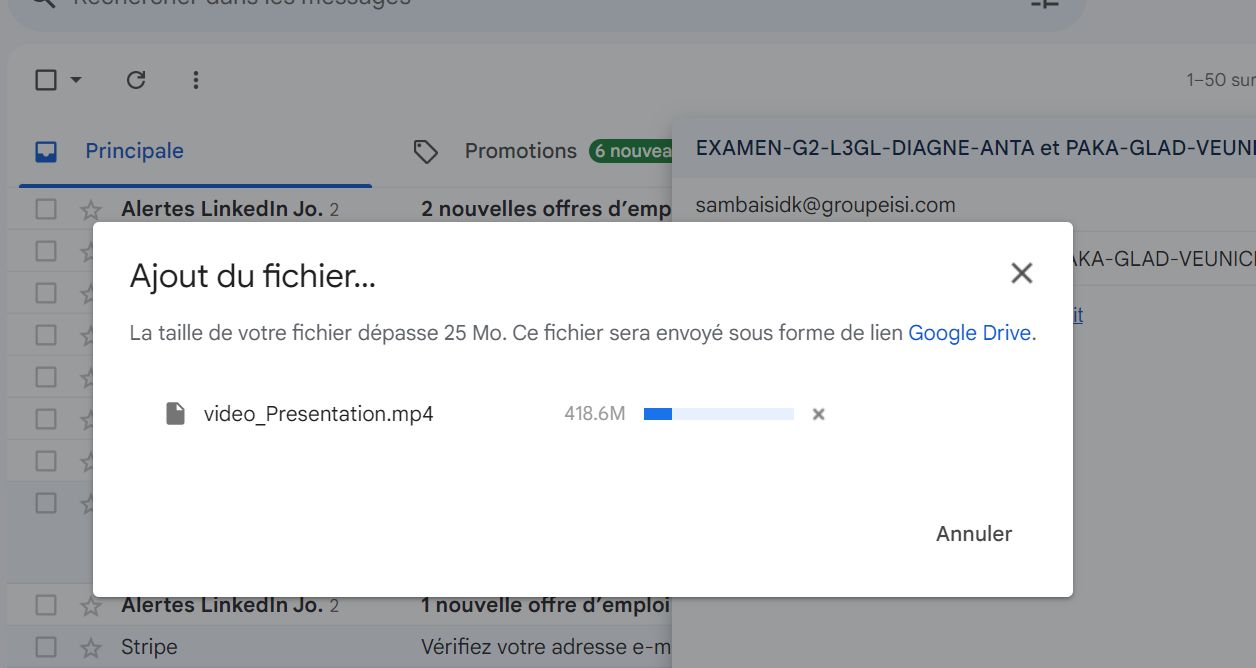 Rechercher dans les messages
1–50 sur
Principale
Promotions
6 nouvea
EXAMEN-G2-L3GL-DIAGNE-ANTA et PAKA-GLAD-VEUNI
Alertes LinkedIn Jo. 2
2 nouvelles offres d’emp
sambaisidk@groupeisi.com
Ajout du fichier...
AKA-GLAD-VEUNIC
La taille de votre fichier dépasse 25 Mo. Ce fichier sera envoyé sous forme de lien Google Drive.
it
video_Presentation.mp4
418.6M
Annuler
Alertes LinkedIn Jo. 2
1 nouvelle offre d’emploi
Stripe
Vérifiez votre adresse e-m